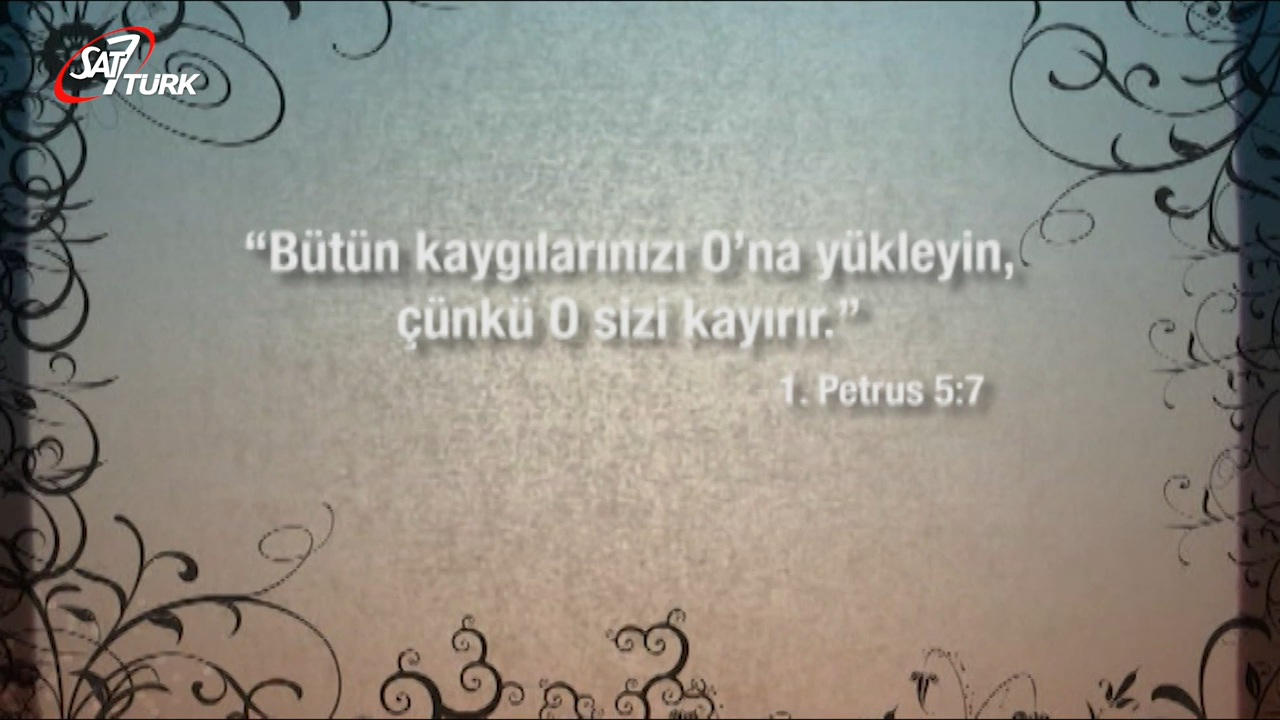 SAT7
TURK
“Bütün kaygılarınızı O’na yükleyin,
çünkü O sizi kayırır.”
1. Petrus 5:7